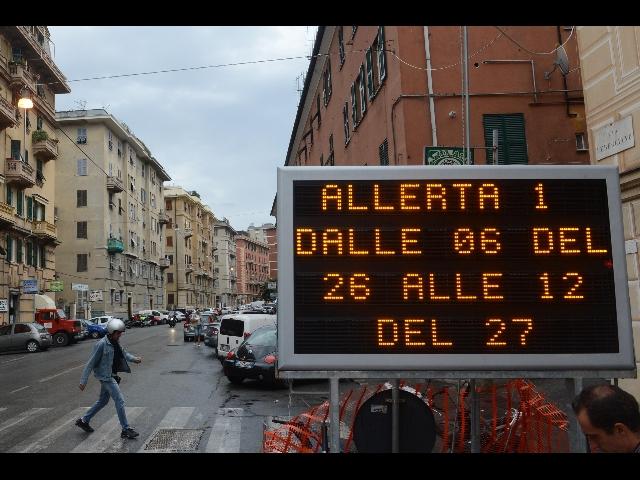 ALLERTA 1
DALLE 06 DEL
26 ALLE 12
DEL 27